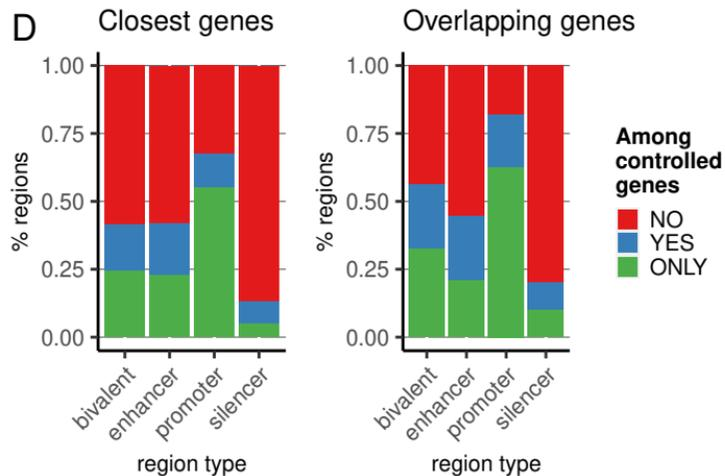 D
Closest genes
Overlapping genes
% regions
1.00
0.75
0.50
0.25
0.00
bivalent
enhancer
promoter
silencer
region type
% regions
1.00
0.75
0.50
0.25
0.00
bivalent
enhancer
promoter
silencer
region type
Among
controlled
genes
NO
YES
ONLY